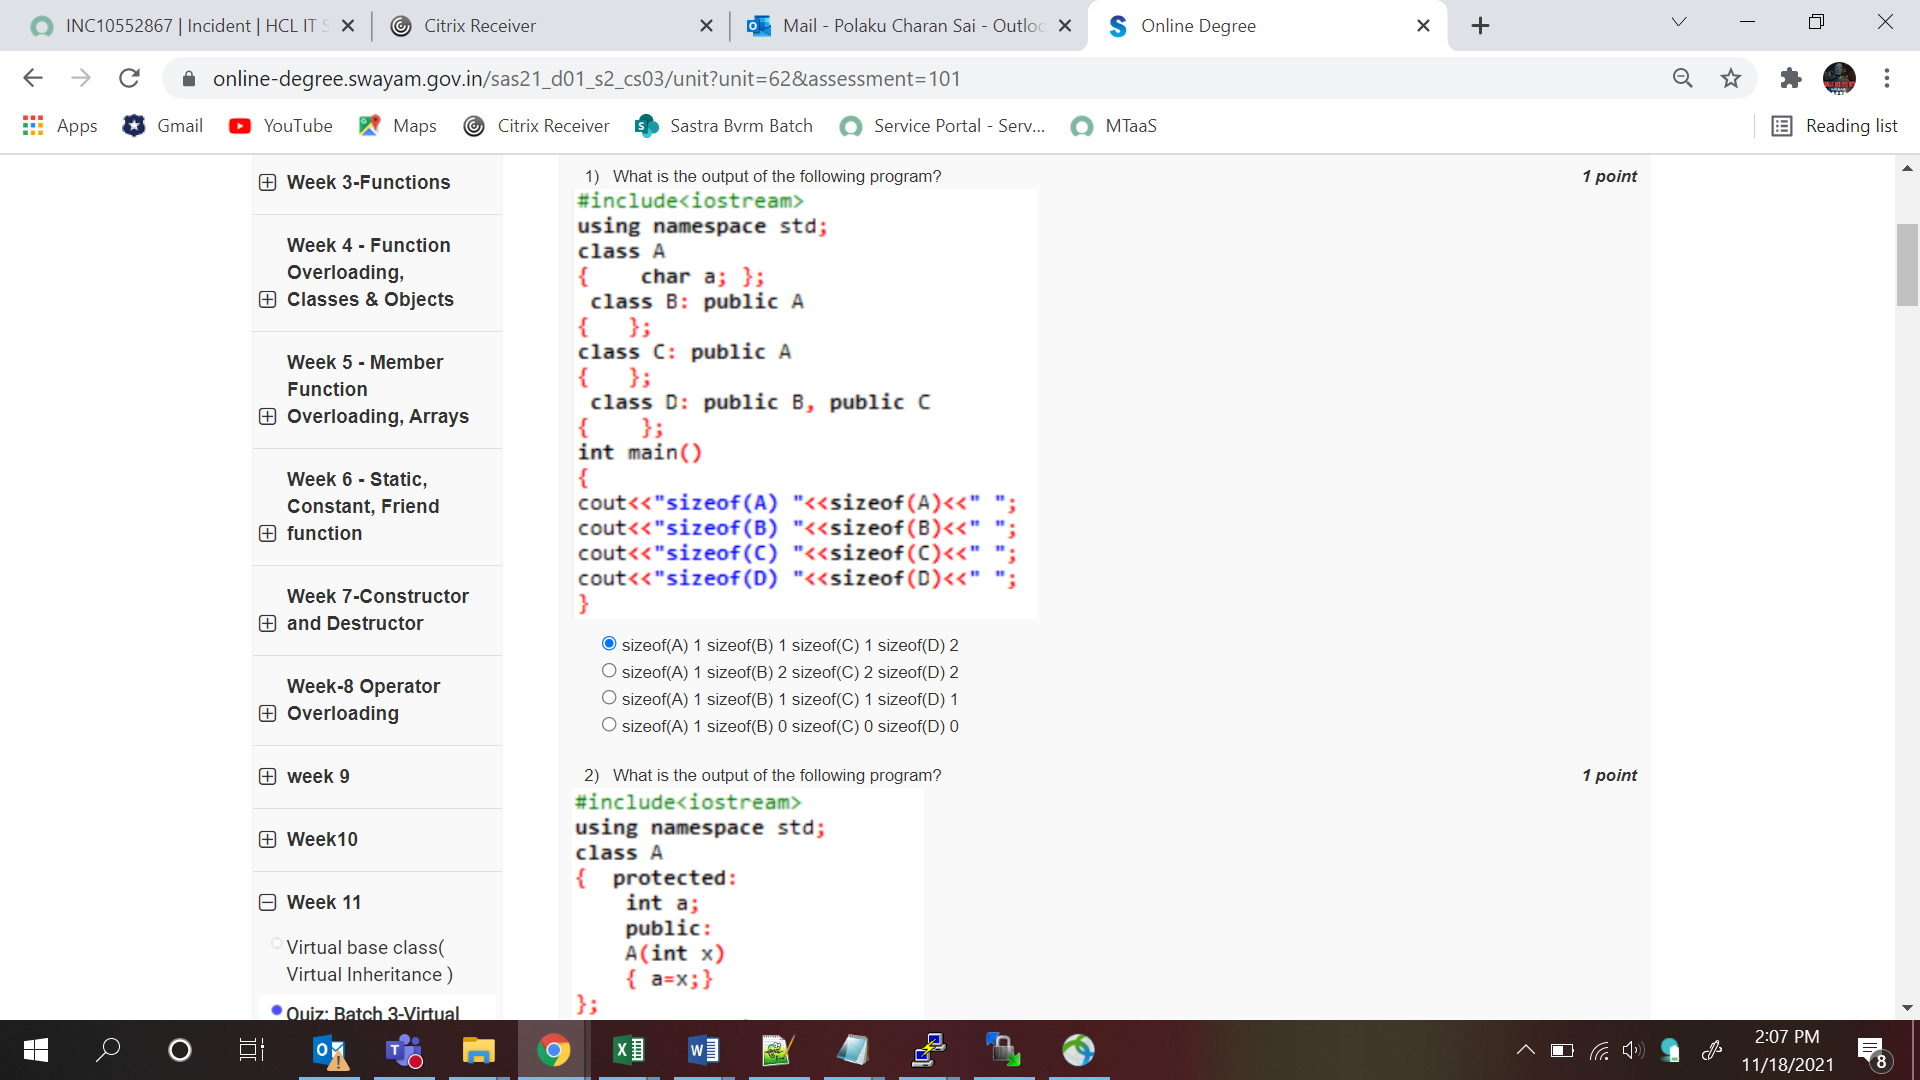 INC10552867 | Incident | HCL IT S
Citrix Receiver
Mail - Polaku Charan Sai - Outloo
Online Degree
online-degree.swayam.gov.in/sas21_d01_s2_cs03/unit?unit=62&assessment=101
Apps
Gmail
YouTube
Maps
Citrix Receiver
Sastra Bvrm Batch
Service Portal - Serv...
MTaaS
Reading list
Week 3-Functions
Week 4 - Function
Overloading,
Classes & Objects
Week 5 - Member
Function
Overloading, Arrays
Week 6 - Static,
Constant, Friend
function
Week 7-Constructor
and Destructor
Week-8 Operator
Overloading
week 9
Week10
Week 11
Virtual base class(
Virtual Inheritance )
Quiz: Batch 3-Virtual
1) What is the output of the following program?
1 point
#include<iostream>
using namespace std;
class A
{ char a; };
class B: public A
{ };
class C: public A
{ };
class D: public B, public C
{ };
int main()
{
cout<<"sizeof(A) "<<sizeof(A)<<" ";
cout<<"sizeof(B) "<<sizeof(B)<<" ";
cout<<"sizeof(C) "<<sizeof(C)<<" ";
cout<<"sizeof(D) "<<sizeof(D)<<" ";
}
sizeof(A) 1 sizeof(B) 1 sizeof(C) 1 sizeof(D) 2
sizeof(A) 1 sizeof(B) 2 sizeof(C) 2 sizeof(D) 2
sizeof(A) 1 sizeof(B) 1 sizeof(C) 1 sizeof(D) 1
sizeof(A) 1 sizeof(B) 0 sizeof(C) 0 sizeof(D) 0
2) What is the output of the following program?
1 point
#include<iostream>
using namespace std;
class A
{ protected:
int a;
public:
A(int x)
{ a=x;}
};
2:07 PM
11/18/2021
8